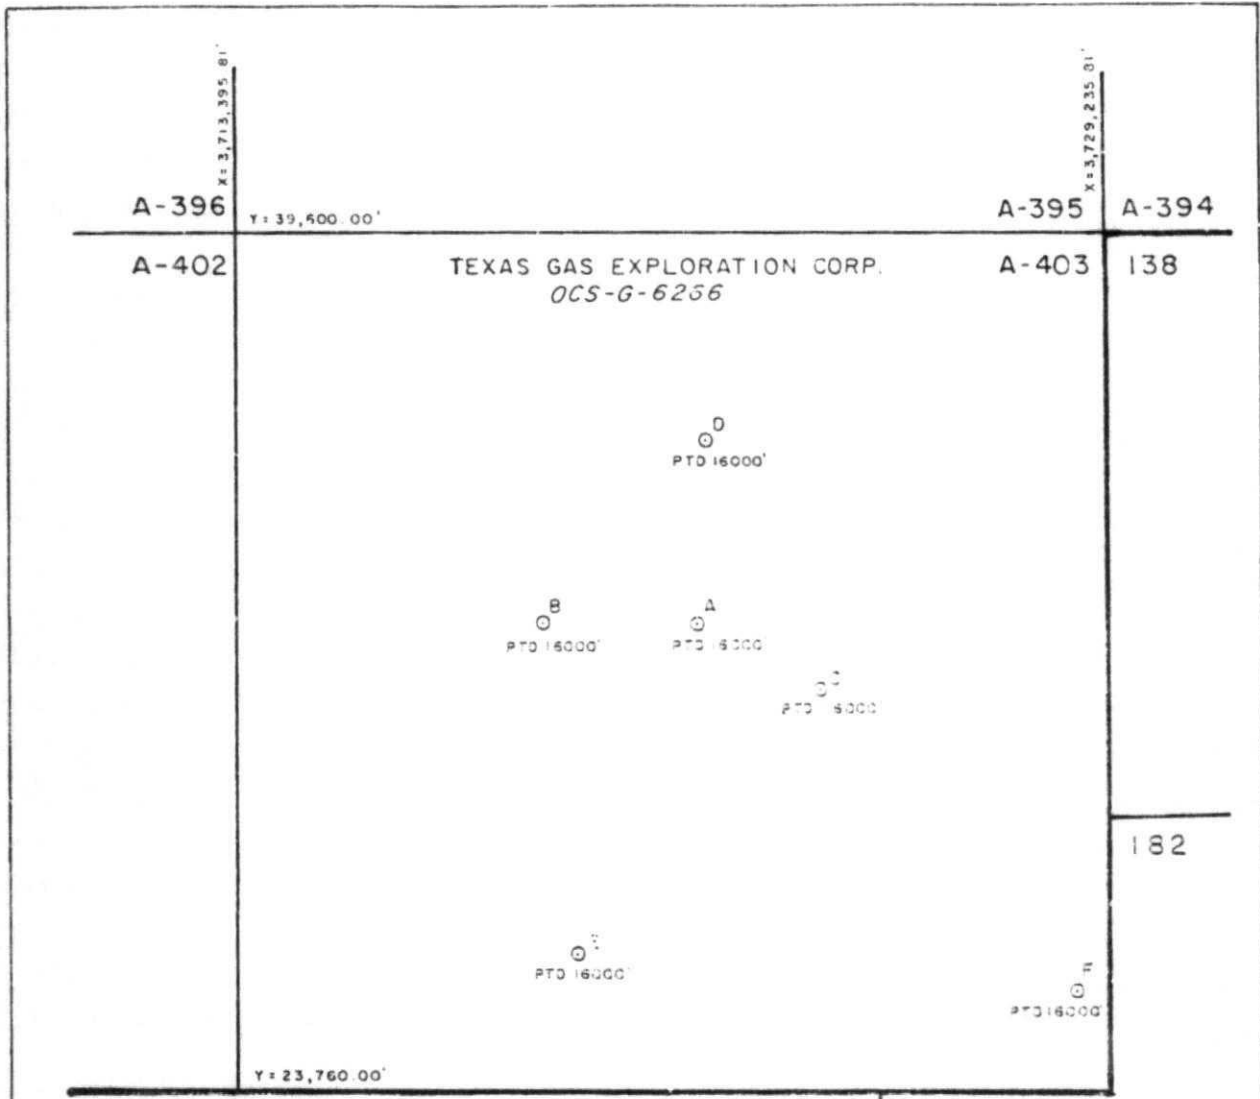 X = 3,713,395.81'
X = 3,729,235.81'
A-396
Y = 39,600.00'
A-395
A-394
A-402
TEXAS GAS EXPLORATION CORP.
A-403
138
OCS-G-6266
D
PTD 16000'
B
A
PTD 16000'
PTD 16000
C
PTD 16000
182
E
PTD 16000'
F
PTD 16000'
Y = 23,760.00'